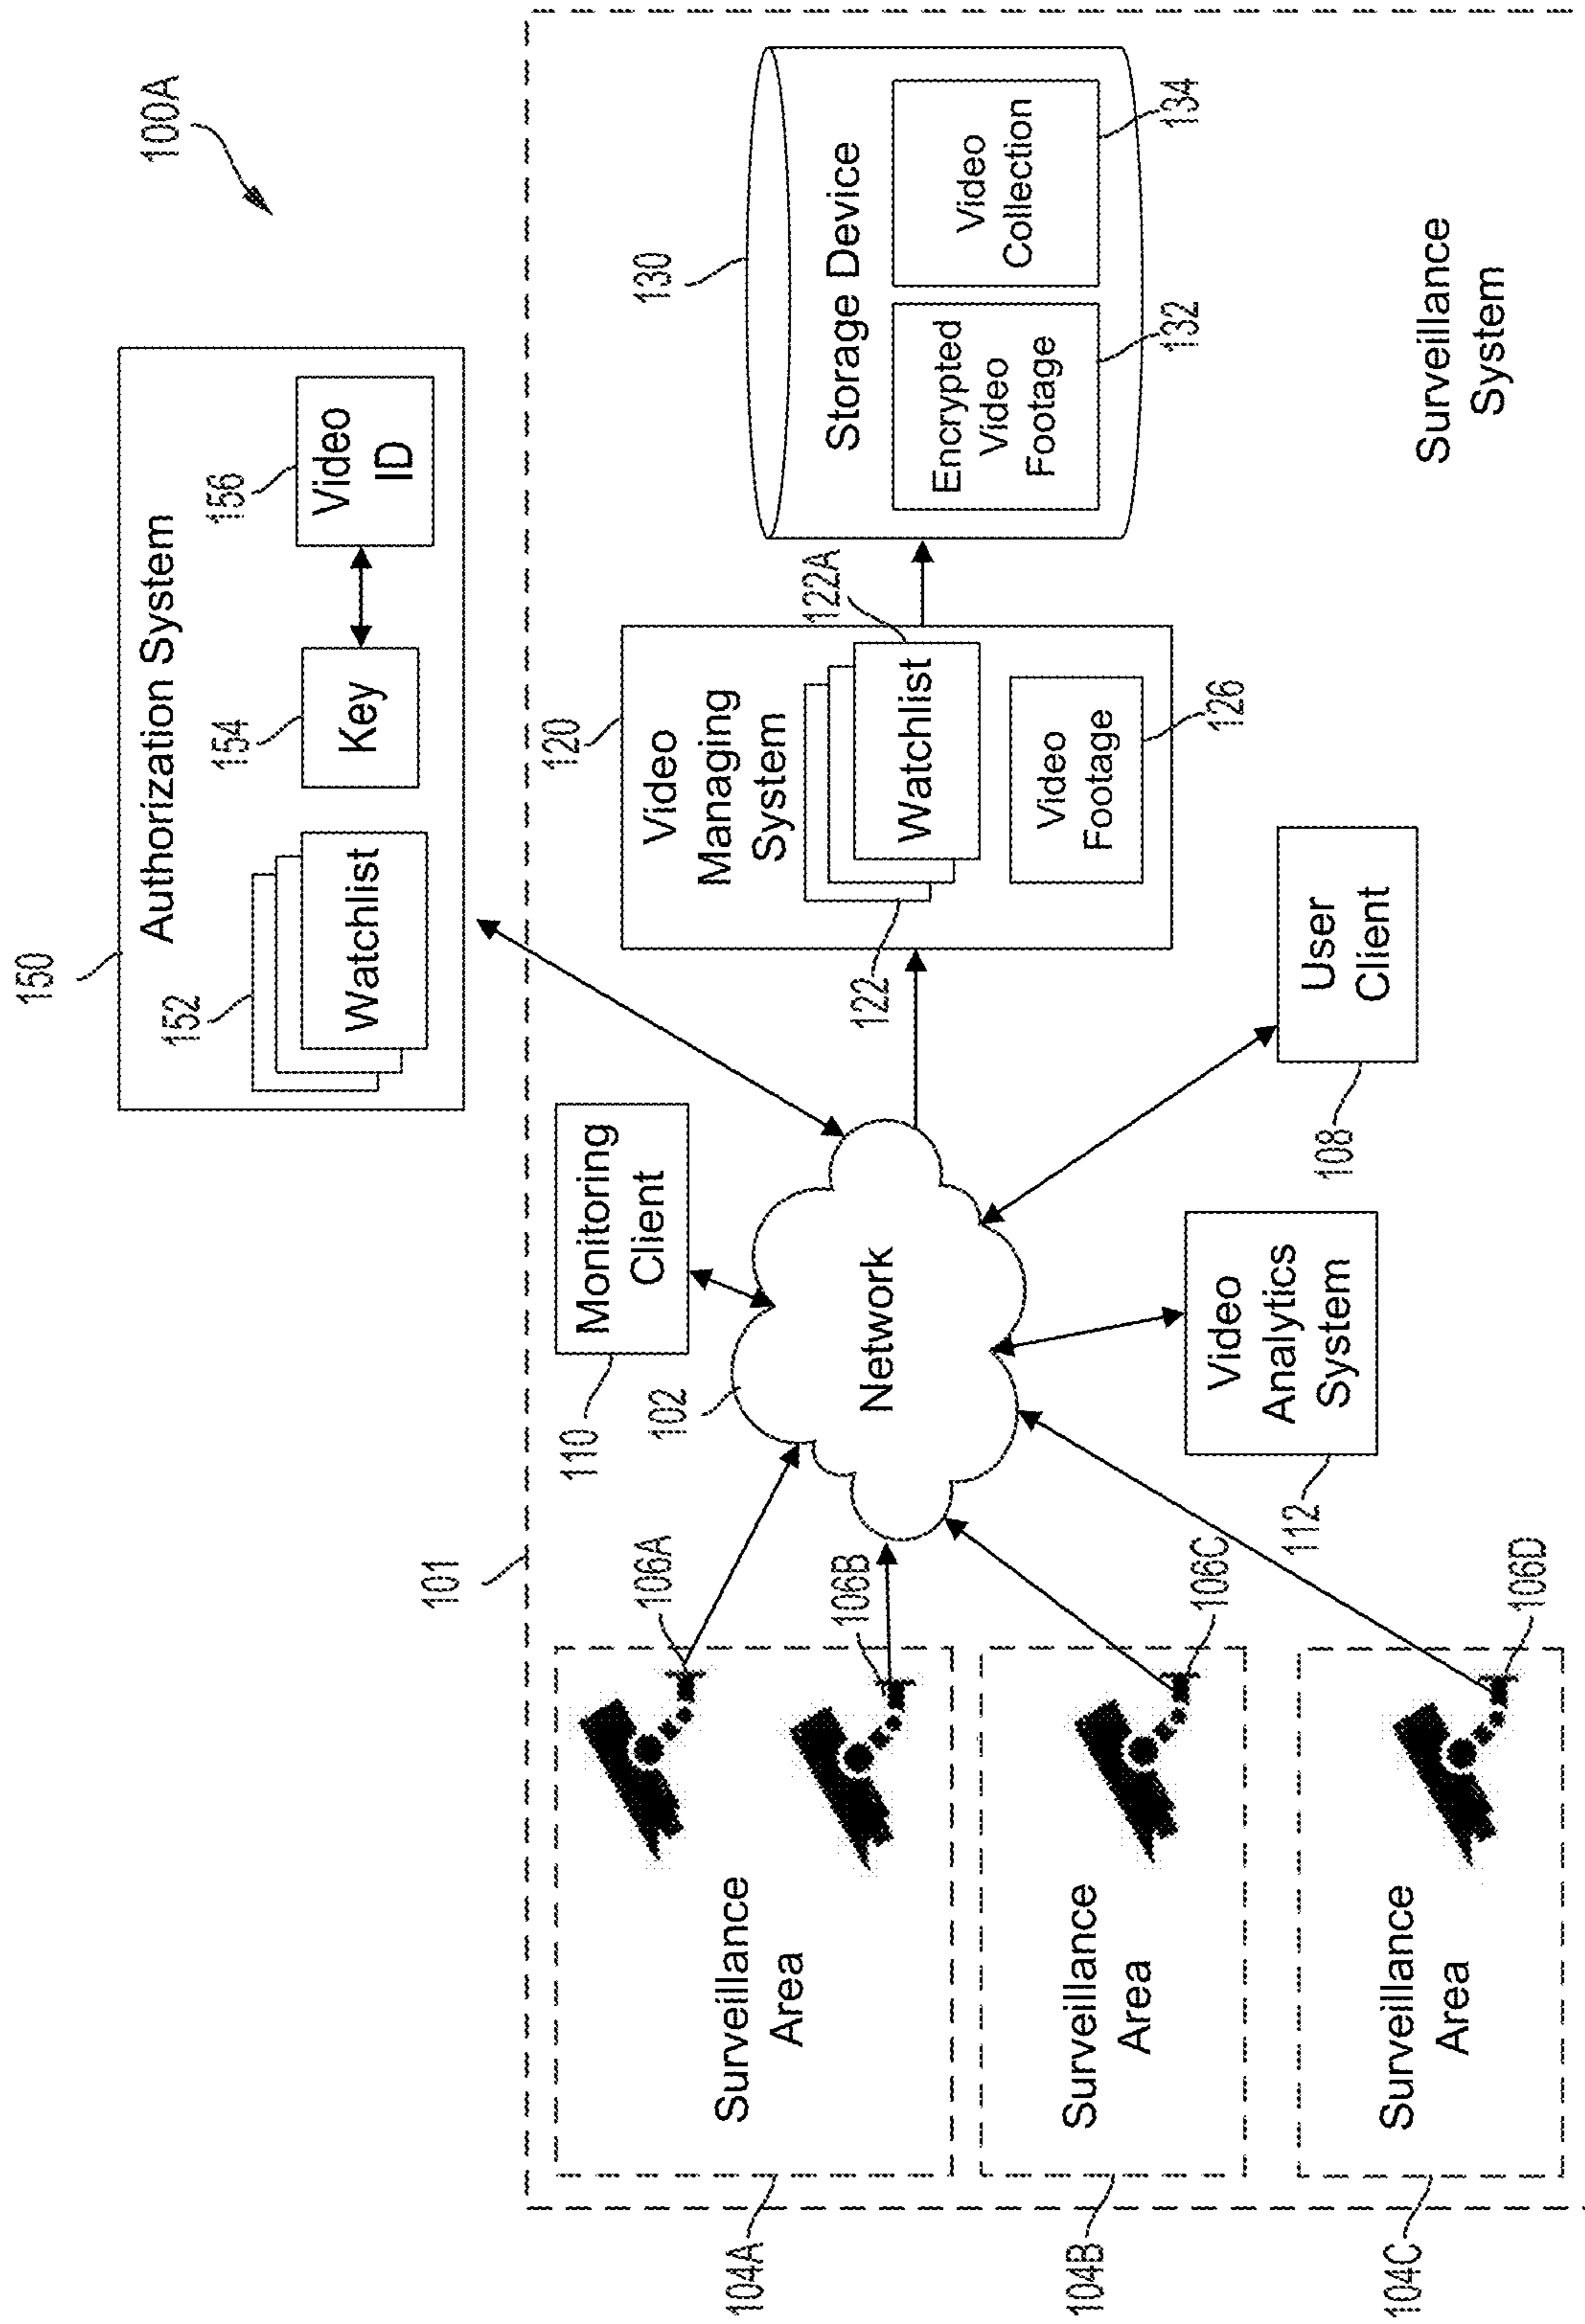 100A
150
Authorization System
152
Watchlist
154
Key
156
Video
ID
101
110
Monitoring
Client
102
Network
120
Video
Managing
System
122A
Watchlist
122
Video
Footage
126
130
Storage Device
Encrypted
Video
Footage
132
Video
Collection
134
104A
Surveillance
Area
106A
106B
104B
Surveillance
Area
106C
104C
Surveillance
Area
106D
Video
Analytics
System
112
User
Client
108
Surveillance
System